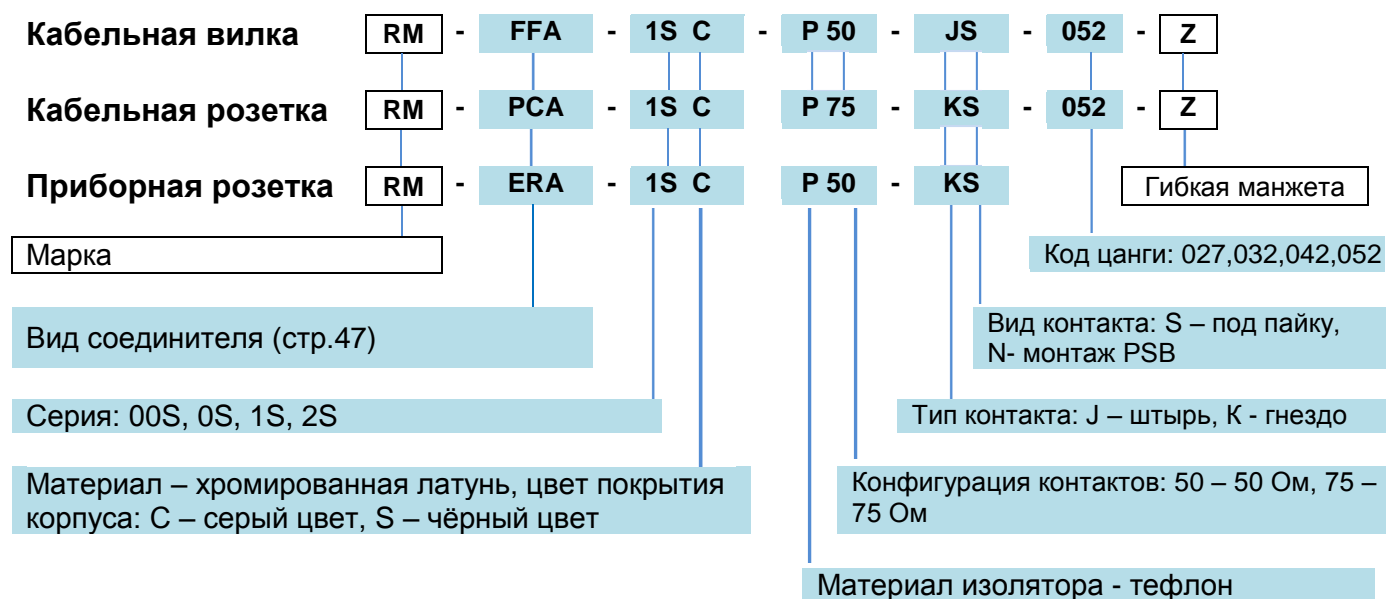 Кабельная вилка RM - FFA - 1S C - P 50 - JS - 052 - Z
Кабельная розетка RM - PCA - 1S C P 75 - KS - 052 - Z
Приборная розетка RM - ERA - 1S C P 50 - KS
Гибкая манжета
Марка
Код цанги: 027,032,042,052
Вид соединителя (стр.47)
Вид контакта: S – под пайку,
N- монтаж PSB
Серия: 00S, 0S, 1S, 2S
Тип контакта: J – штырь, К - гнездо
Материал – хромированная латунь, цвет покрытия
корпуса: С – серый цвет, S – чёрный цвет
Конфигурация контактов: 50 – 50 Ом, 75 –
75 Ом
Материал изолятора - тефлон